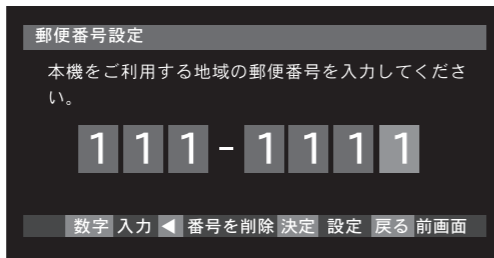 郵便番号設定
本機をご利用する地域の郵便番号を入力してくださ
い。
111-1111
数字 入力 ◀ 番号を削除 決定 設定 戻る 前画面